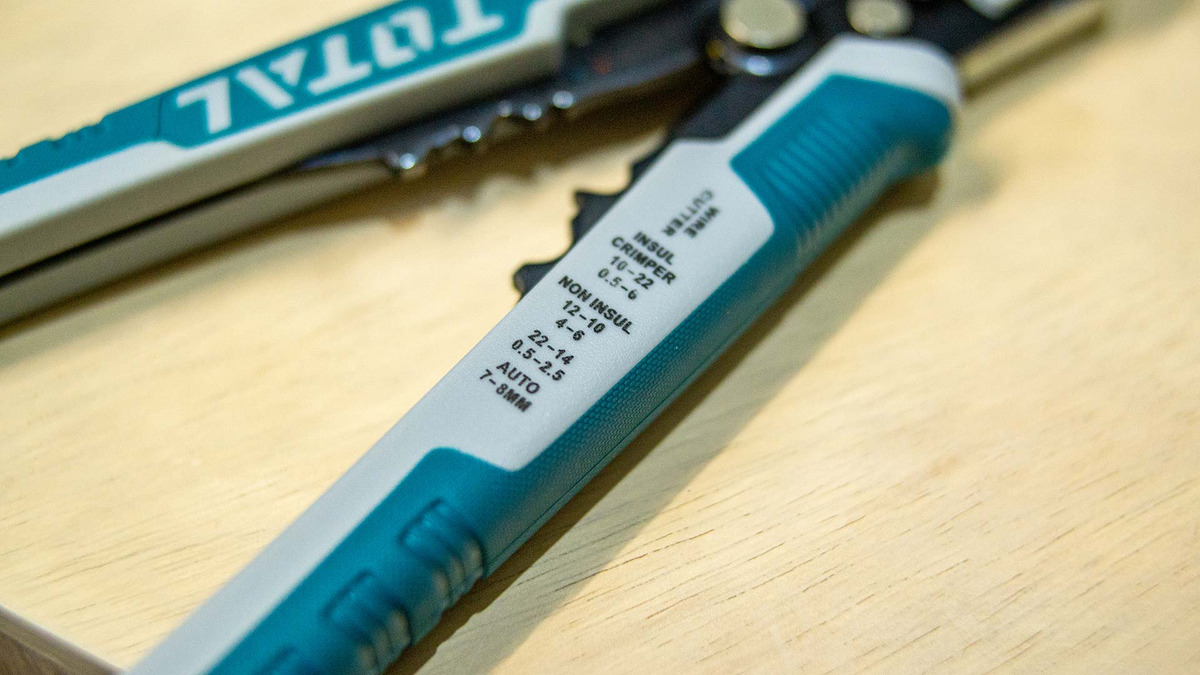 TOTAL
WIRE
CUTTER
INSUL
CRIMPER
10-22
0.5-6
NON INSUL
12-10
4-6
22-14
0.5-2.5
AUTO
7-8MM